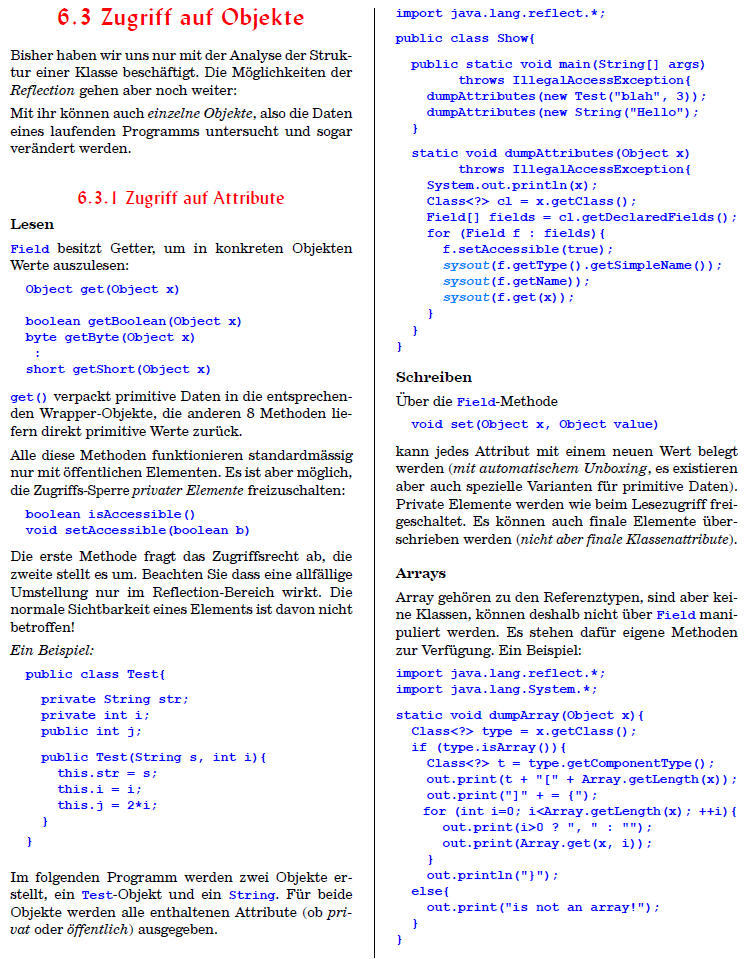 6.3 Zugriff auf Objekte
Bisher haben wir uns nur mit der Analyse der Struk-
tur einer Klasse beschäftigt. Die Möglichkeiten der
Reflection gehen aber noch weiter:
Mit ihr können auch einzelne Objekte, also die Daten
eines laufenden Programms untersucht und sogar
verändert werden.
6.3.1 Zugriff auf Attribute
Lesen
Field besitzt Getter, um in konkreten Objekten
Werte auszulesen:
Object get(Object x)
boolean getBoolean(Object x)
byte getByte(Object x)
:
short getShort(Object x)
get() verpackt primitive Daten in die entsprechen-
den Wrapper-Objekte, die anderen 8 Methoden lie-
fern direkt primitive Werte zurück.
Alle diese Methoden funktionieren standardmässig
nur mit öffentlichen Elementen. Es ist aber möglich,
die Zugriffs-Sperre privater Elemente freizuschalten:
boolean isAccessible()
void setAccessible(boolean b)
Die erste Methode fragt das Zugriffsrecht ab, die
zweite stellt es um. Beachten Sie dass eine allfällige
Umstellung nur im Reflection-Bereich wirkt. Die
normale Sichtbarkeit eines Elements ist davon nicht
betroffen!
Ein Beispiel:
public class Test{
private String str;
private int i;
public int j;
public Test(String s, int i){
this.str = s;
this.i = i;
this.j = 2*i;
}
}
Im folgenden Programm werden zwei Objekte er-
stellt, ein Test-Objekt und ein String. Für beide
Objekte werden alle enthaltenen Attribute (ob pri-
vat oder öffentlich) ausgegeben.
import java.lang.reflect.*;
public class Show{
public static void main(String[] args)
throws IllegalAccessException{
dumpAttributes(new Test("blah", 3));
dumpAttributes(new String("Hello");
}
static void dumpAttributes(Object x)
throws IllegalAccessException{
System.out.println(x);
Class<?> cl = x.getClass();
Field[] fields = cl.getDeclaredFields();
for (Field f : fields){
f.setAccessible(true);
sysout(f.getType().getSimpleName());
sysout(f.getName());
sysout(f.get(x));
}
}
}
Schreiben
Über die Field-Methode
void set(Object x, Object value)
kann jedes Attribut mit einem neuen Wert belegt
werden (mit automatischem Unboxing, es existieren
aber auch spezielle Varianten für primitive Daten).
Private Elemente werden wie beim Lesezugriff frei-
geschaltet. Es können auch finale Elemente über-
schrieben werden (nicht aber finale Klassenattribute).
Arrays
Array gehören zu den Referenztypen, sind aber kei-
ne Klassen, können deshalb nicht über Field mani-
puliert werden. Es stehen dafür eigene Methoden
zur Verfügung. Ein Beispiel:
import java.lang.reflect.*;
import java.lang.System.*;
static void dumpArray(Object x){
Class<?> type = x.getClass();
if (type.isArray()){
Class<?> t = type.getComponentType();
out.print(t + "[" + Array.getLength(x));
out.print("]" + = {");
for (int i=0; i<Array.getLength(x); ++i){
out.print(i>0 ? ", " : "");
out.print(Array.get(x, i));
}
out.println("}");
else{
out.print("is not an array!");
}
}